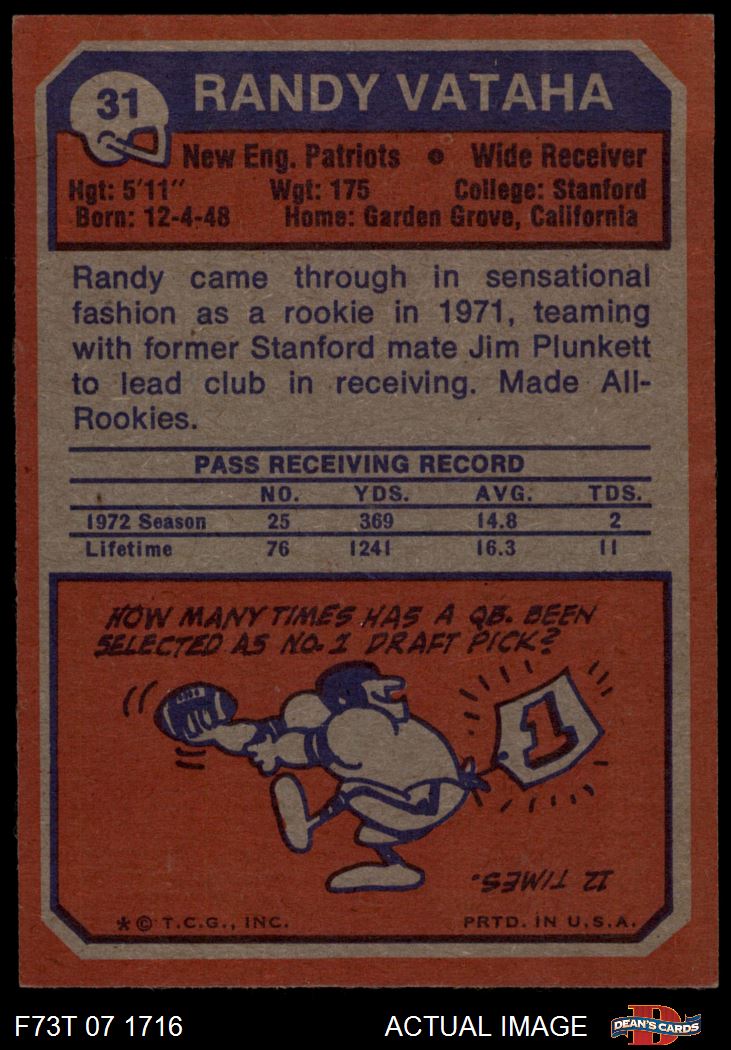 31
RANDY VATAHA
New Eng. Patriots • Wide Receiver
Hgt: 5'11" Wgt: 175 College: Stanford
Born: 12-4-48 Home: Garden Grove, California
Randy came through in sensational
fashion as a rookie in 1971, teaming
with former Stanford mate Jim Plunkett
to lead club in receiving. Made All-
Rookies.
PASS RECEIVING RECORD
NO. YDS. AVG. TDS.
1972 Season 25 369 14.8 2
Lifetime 76 1241 16.3 11
HOW MANY TIMES HAS A QB. BEEN
SELECTED AS NO. 1 DRAFT PICK?
1
12 TIMES.
* © T.C.G., INC. PRTD. IN U.S.A.
F73T 07 1716 ACTUAL IMAGE
D
DEAN'S CARDS